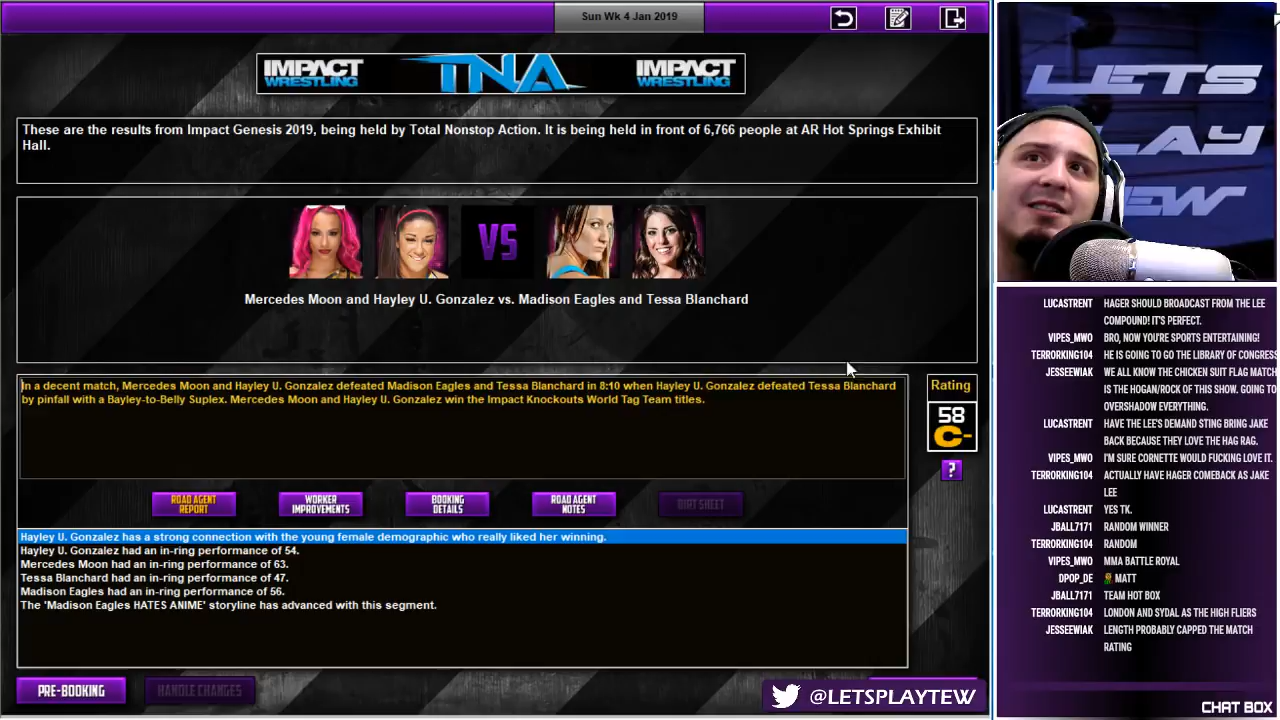 Sun Wk 4 Jan 2019
IMPACT WRESTLING TNA IMPACT WRESTLING
These are the results from Impact Genesis 2019, being held by Total Nonstop Action. It is being held in front of 6,766 people at AR Hot Springs Exhibit
Hall.
VS
Mercedes Moon and Hayley U. Gonzalez vs. Madison Eagles and Tessa Blanchard
In a decent match, Mercedes Moon and Hayley U. Gonzalez defeated Madison Eagles and Tessa Blanchard in 8:10 when Hayley U. Gonzalez defeated Tessa Blanchard
by pinfall with a Bayley-to-Belly Suplex. Mercedes Moon and Hayley U. Gonzalez win the Impact Knockouts World Tag Team titles.
Rating
58
C-
?
ROAD AGENT REPORT
WORKER IMPROVEMENTS
BOOKING DETAILS
ROAD AGENT NOTES
DIRT SHEET
Hayley U. Gonzalez has a strong connection with the young female demographic who really liked her winning.
Hayley U. Gonzalez had an in-ring performance of 54.
Mercedes Moon had an in-ring performance of 63.
Tessa Blanchard had an in-ring performance of 47.
Madison Eagles had an in-ring performance of 56.
The 'Madison Eagles HATES ANIME' storyline has advanced with this segment.
PRE-BOOKING
HANDLE CHANGES
@LETSPLAYTEW
LETS
PLAY
TEW
LUCASTRENT HAGER SHOULD BROADCAST FROM THE LEE
COMPOUND! IT'S PERFECT.
VIPES_MWO BRO, NOW YOU'RE SPORTS ENTERTAINING!
TERRORKING104 HE IS GOING TO GO THE LIBRARY OF CONGRESS
JESSEEWIAK WE ALL KNOW THE CHICKEN SUIT FLAG MATCH
IS THE HOGAN/ROCK OF THIS SHOW. GOING TO
OVERSHADOW EVERYTHING.
LUCASTRENT HAVE THE LEE'S DEMAND STING BRING JAKE
BACK BECAUSE THEY LOVE THE HAG RAG.
VIPES_MWO I'M SURE CORNETTE WOULD FUCKING LOVE IT.
TERRORKING104 ACTUALLY HAVE HAGER COMEBACK AS JAKE
LEE
LUCASTRENT YES TK.
JBALL7171 RANDOM WINNER
TERRORKING104 RANDOM
VIPES_MWO MMA BATTLE ROYAL
DPOP_DE MATT
JBALL7171 TEAM HOT BOX
TERRORKING104 LONDON AND SYDAL AS THE HIGH FLIERS
JESSEEWIAK LENGTH PROBABLY CAPPED THE MATCH
RATING
CHAT BOX